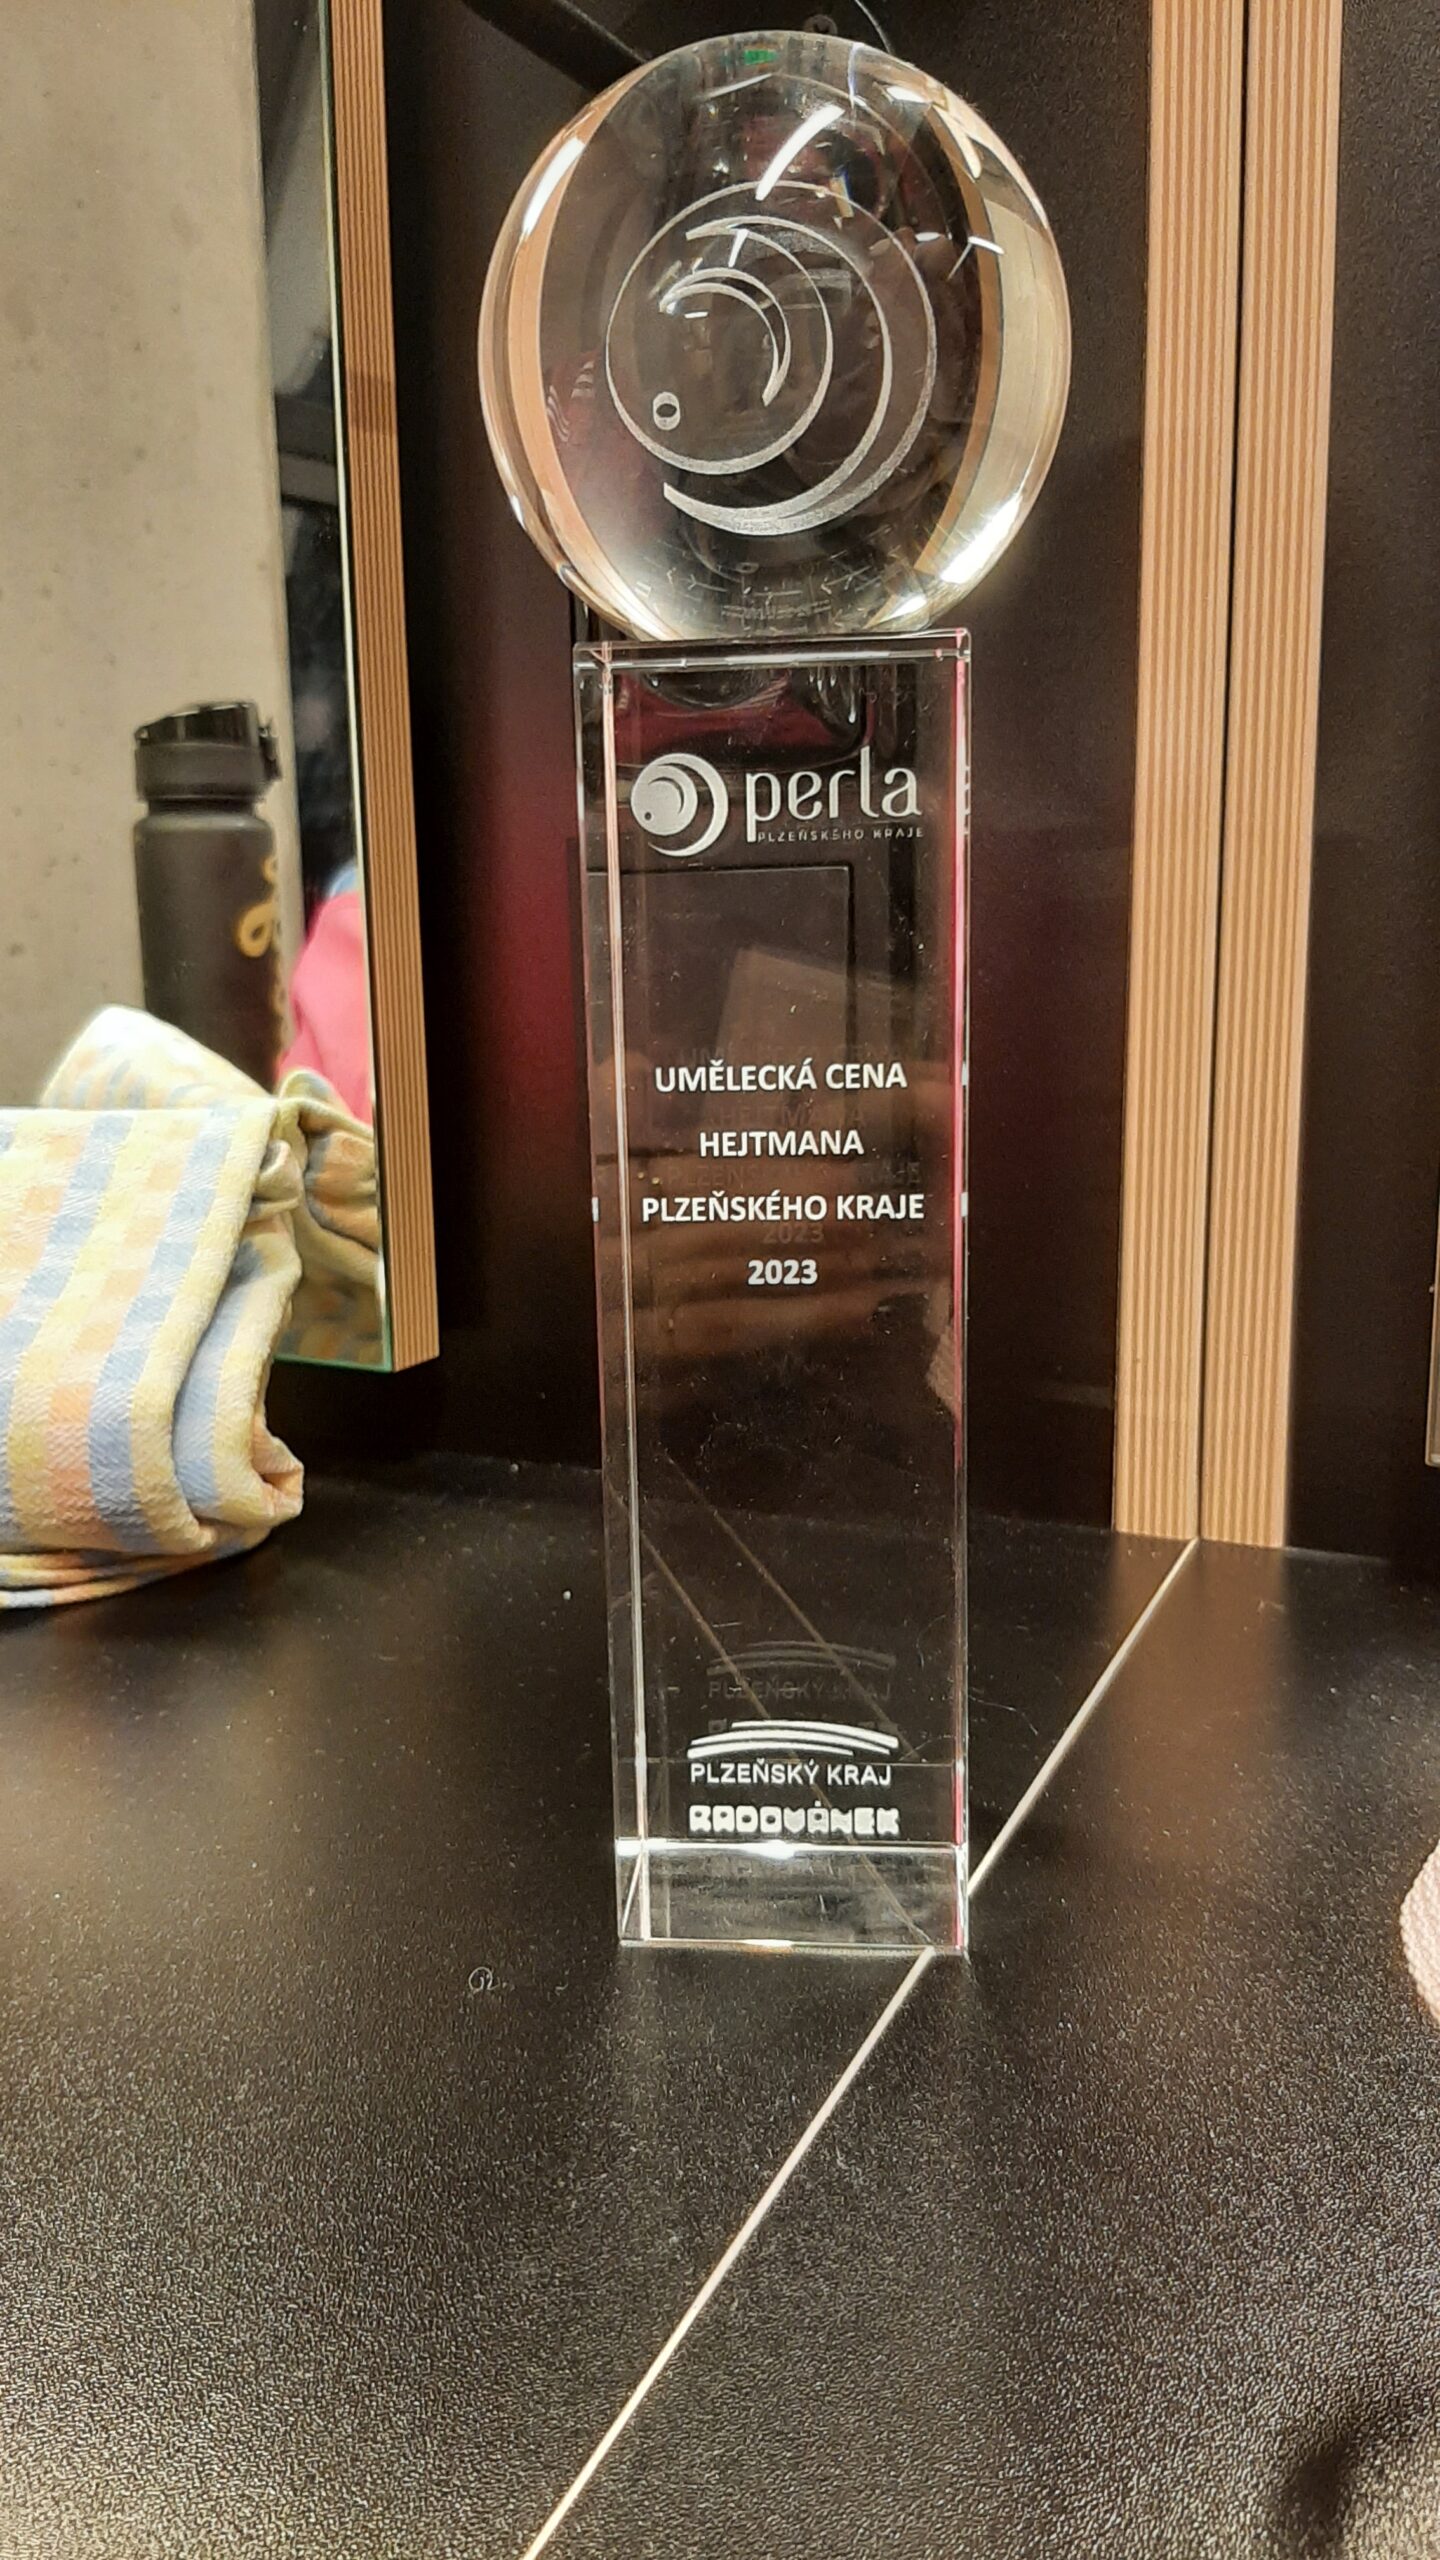 perla
PLZEŇSKÉHO KRAJE
UMĚLECKÁ CENA
HEJTMANA
PLZEŇSKÉHO KRAJE
2023
PLZEŇSKÝ KRAJ
RADOVÁNEK